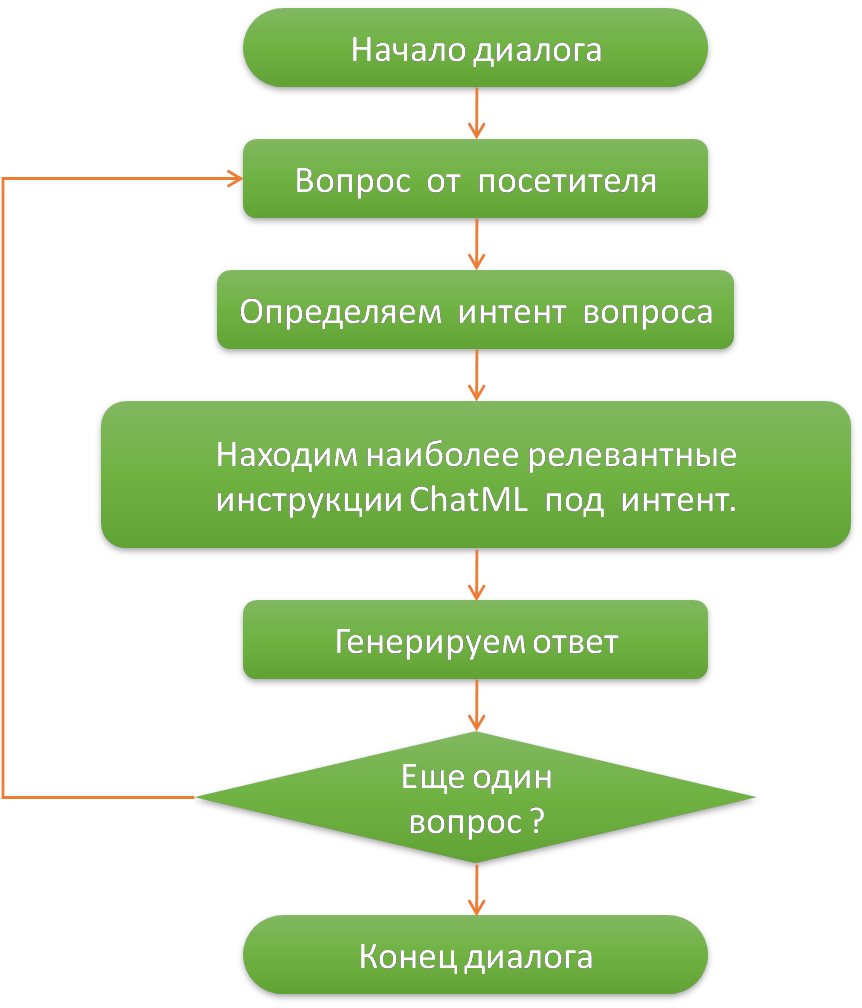 Начало диалога
Вопрос от посетителя
Определяем интент вопроса
Находим наиболее релевантные
инструкции ChatML под интент.
Генерируем ответ
Еще один
вопрос ?
Конец диалога